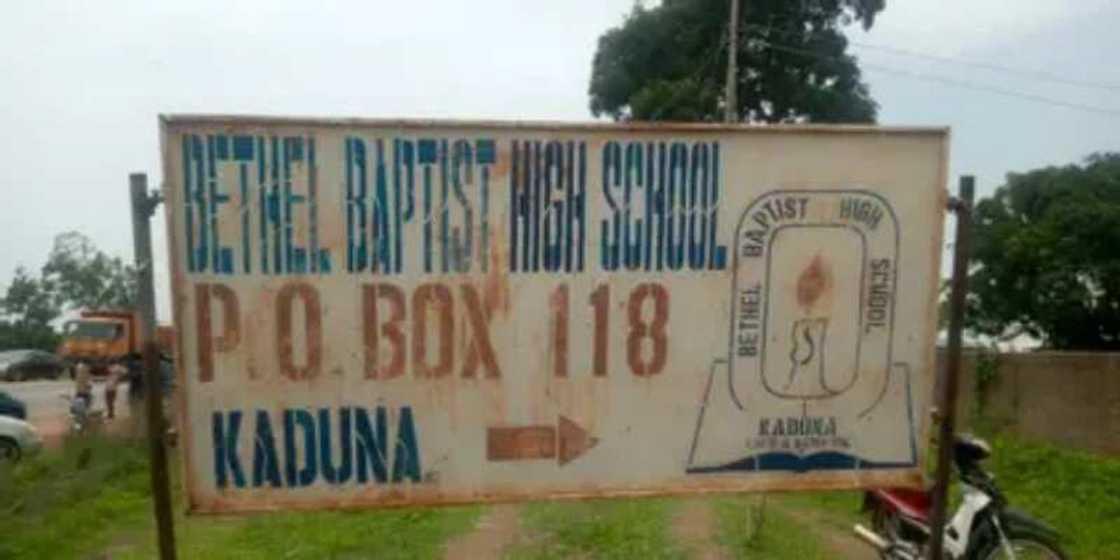 BETHEL BAPTIST HIGH SCHOOL
P.O. BOX 118
KADUNA
BETHEL BAPTIST HIGH SCHOOL
KADUNA